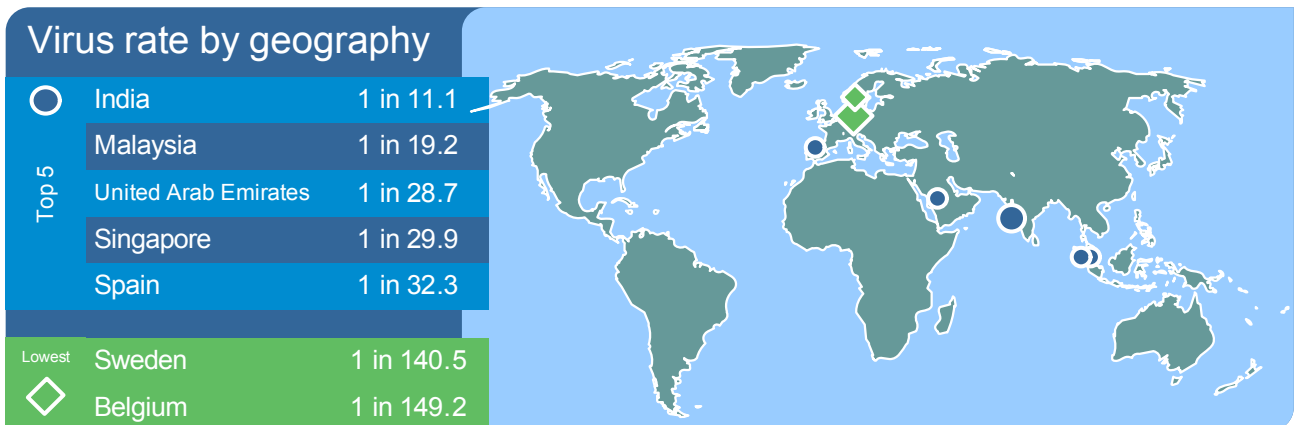 Virus rate by geography
India 1 in 11.1
Malaysia 1 in 19.2
Top 5
United Arab Emirates 1 in 28.7
Singapore 1 in 29.9
Spain 1 in 32.3
Lowest
Sweden 1 in 140.5
Belgium 1 in 149.2